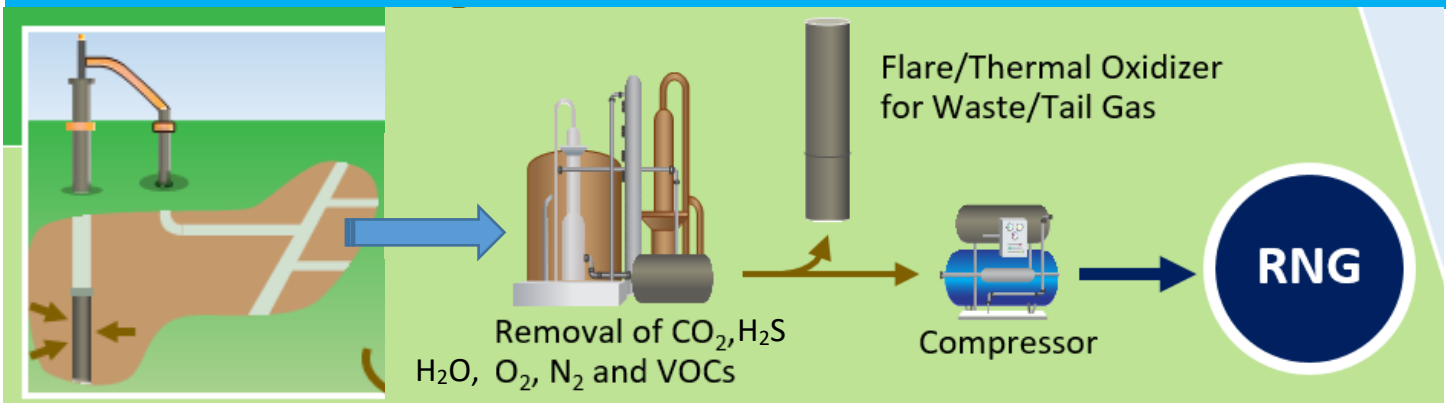 Flare/Thermal Oxidizer
for Waste/Tail Gas
Removal of CO₂,H₂S
H₂O, O₂, N₂ and VOCs
Compressor
RNG